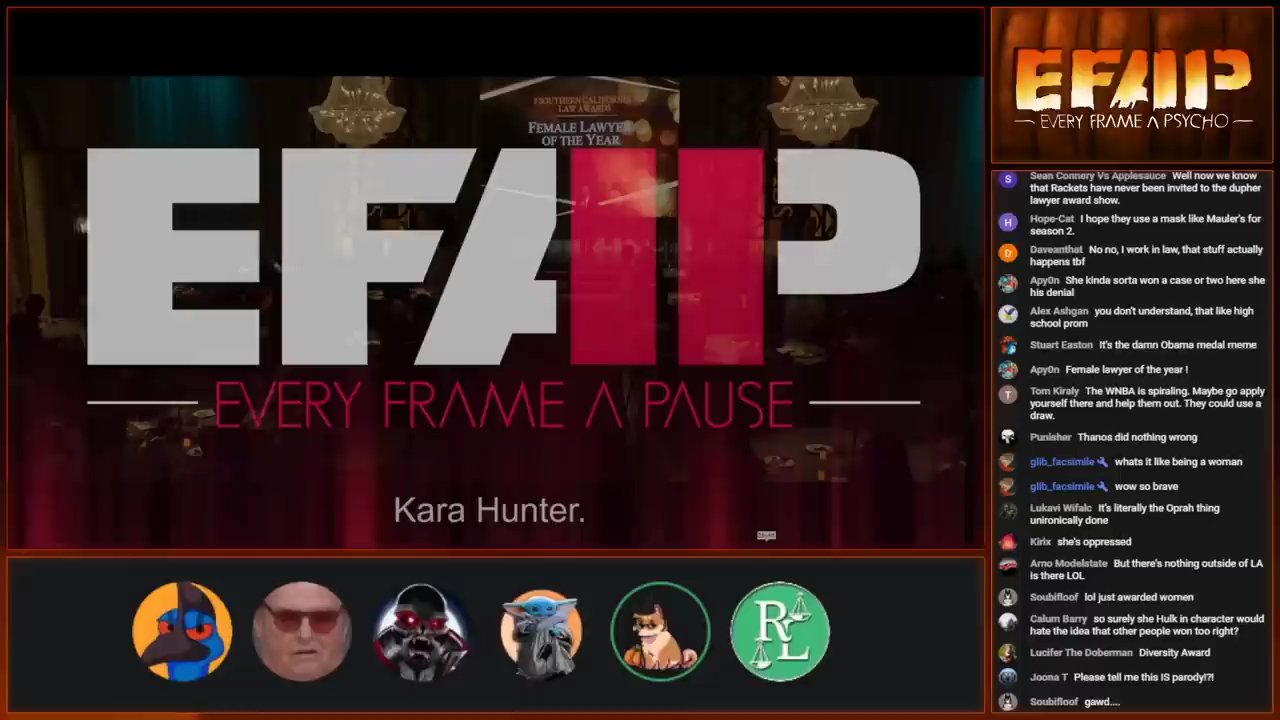 SOUTHERN CALIFORNIA
LAW AWARDS
FEMALE LAWYER
OF THE YEAR
EFAP
EVERY FRAME A PAUSE
Kara Hunter.
RL
EFAP
EVERY FRAME A PSYCHO
S
Sean Connery Vs Applesauce Well now we know
that Rackets have never been invited to the dupher
lawyer award show.
H
Hope-Cat I hope they use a mask like Mauler's for
season 2.
D
Daveanthat No no, I work in law, that stuff actually
happens tbf
Apy0n She kinda sorta won a case or two here she
his denial
Alex Ashgan you don't understand, that like high
school prom
Stuart Easton It's the damn Obama medal meme
Apy0n Female lawyer of the year !
T
Tom Kiraly The WNBA is spiraling. Maybe go apply
yourself there and help them out. They could use a
draw.
Punisher Thanos did nothing wrong
glib_facsimile whats it like being a woman
glib_facsimile wow so brave
Lukavi Wifalc It's literally the Oprah thing
unironically done
Kirix she's oppressed
Arno Modelstate But there's nothing outside of LA
is there LOL
Soubifloof lol just awarded women
Calum Barry so surely she Hulk in character would
hate the idea that other people won too right?
Lucifer The Doberman Diversity Award
Joona T Please tell me this IS parody!?!
Soubifloof gawd....